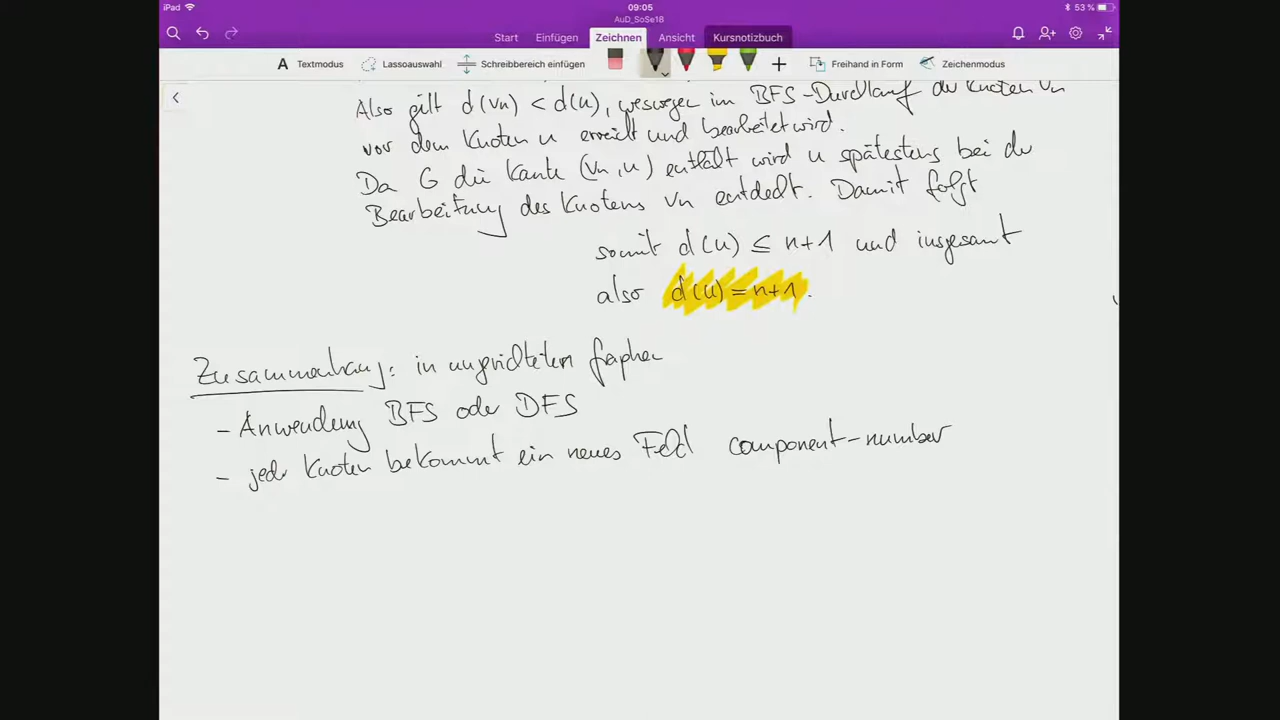 iPad 09:05 53 %
AuD_SoSe18
Start Einfügen Zeichnen Ansicht Kursnotizbuch
A Textmodus Lassoauswahl Schreibbereich einfügen Freihand in Form Zeichenmodus
Also gilt d(vn) < d(u), weswegen im BFS-Durchlauf der Knoten vn
vor dem Knoten u erreicht und bearbeitet wird.
Da G die Kante (vn, u) enthält wird u spätestens bei der
Bearbeitung des Knotens vn entdeckt. Damit folgt
somit d(u) ≤ n+1 und insgesamt
also d(u) = n+1.
Zusammenhang: in ungerichteten Graphen
- Anwendung BFS oder DFS
- jeder Knoten bekommt ein neues Feld component-number